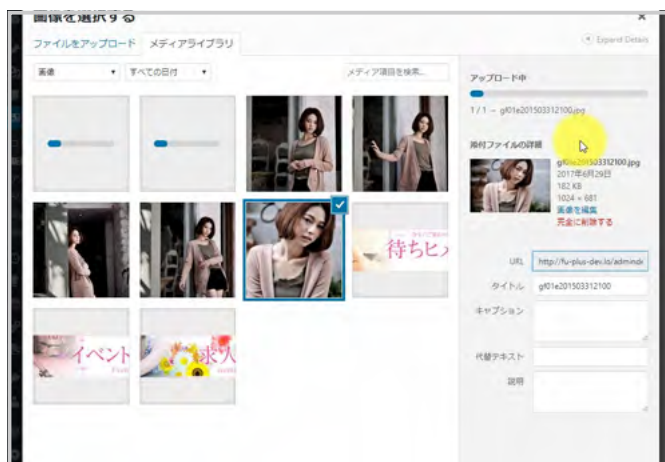 画像を選択する
ファイルをアップロード
メディアライブラリ
Expand Details
画像
すべての日付
メディア項目を検索...
アップロード中
1 / 1 – gf01e201503312100.jpg
添付ファイルの詳細
gf01e201503312100.jpg
2017年6月29日
182 KB
1024 × 681
画像を編集
完全に削除する
待ちヒメ
URL
http://fu-plus-dev.io/adminde
タイトル
gf01e201503312100
キャプション
イベント
求人
代替テキスト
説明